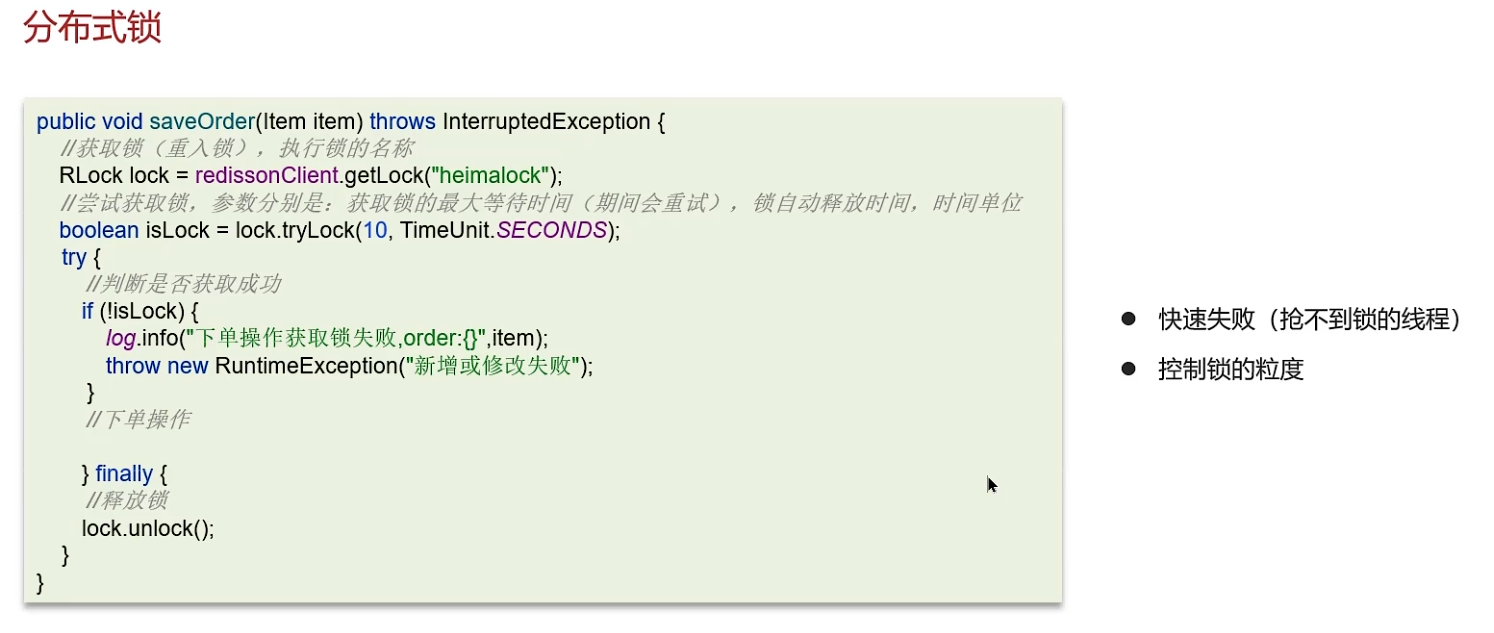 分布式锁
public void saveOrder(Item item) throws InterruptedException {
//获取锁（重入锁），执行锁的名称
RLock lock = redissonClient.getLock("heimalock");
//尝试获取锁，参数分别是：获取锁的最大等待时间（期间会重试），锁自动释放时间，时间单位
boolean isLock = lock.tryLock(10, TimeUnit.SECONDS);
try {
//判断是否获取成功
if (!isLock) {
log.info("下单操作获取锁失败,order:{}",item);
throw new RuntimeException("新增或修改失败");
}
//下单操作
} finally {
//释放锁
lock.unlock();
}
}
● 快速失败（抢不到锁的线程）
● 控制锁的粒度